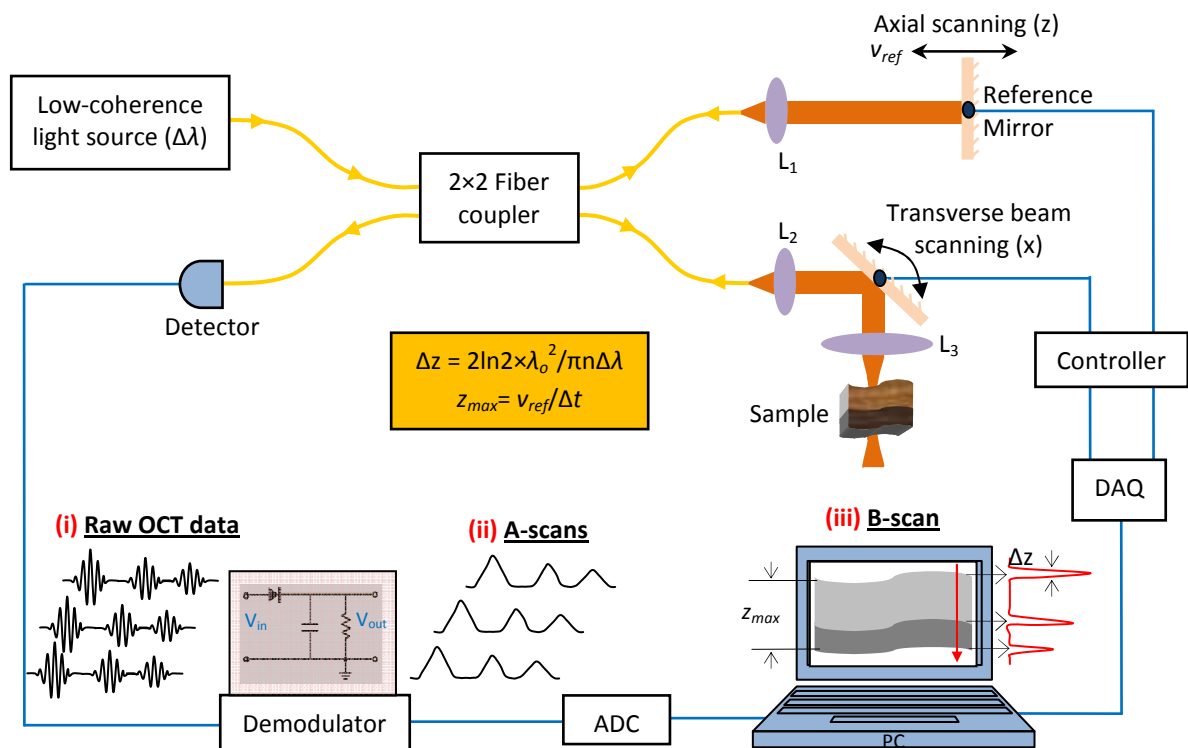 Axial scanning (z)
v_ref
Low-coherence
light source (Δλ)
Reference
Mirror
L₁
2×2 Fiber
coupler
Transverse beam
scanning (x)
L₂
Detector
L₃
Δz = 2ln2×λₒ²/πnΔλ
z_max= v_ref/Δt
Controller
Sample
DAQ
(i) Raw OCT data
(ii) A-scans
(iii) B-scan
Δz
z_max
V_in
V_out
Demodulator
ADC
PC